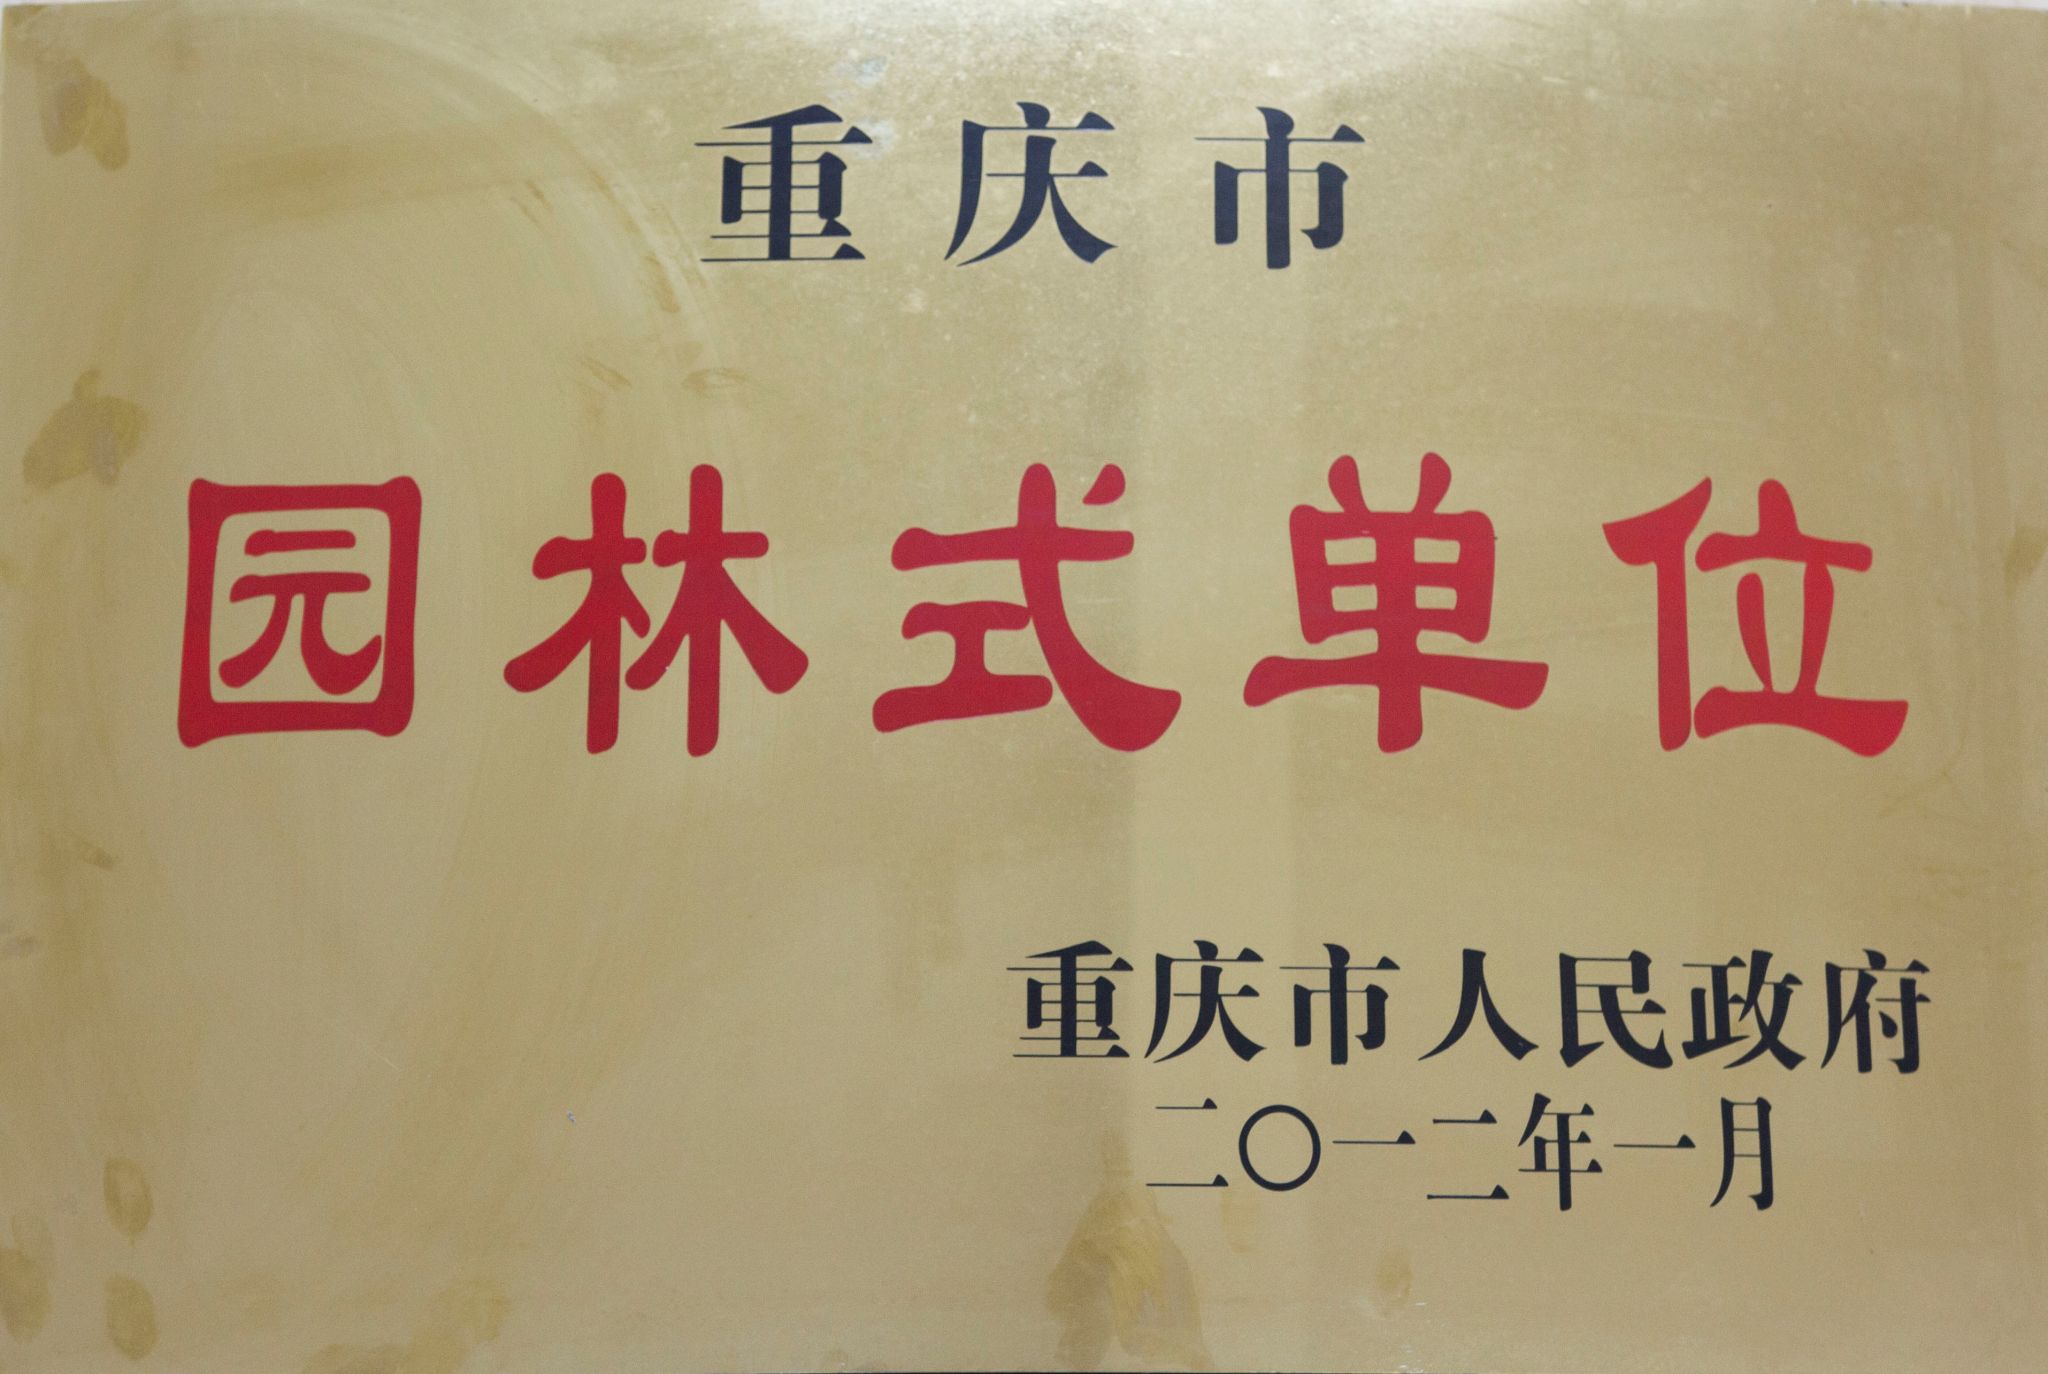 重庆市
园林式单位
重庆市人民政府
二〇一二年一月